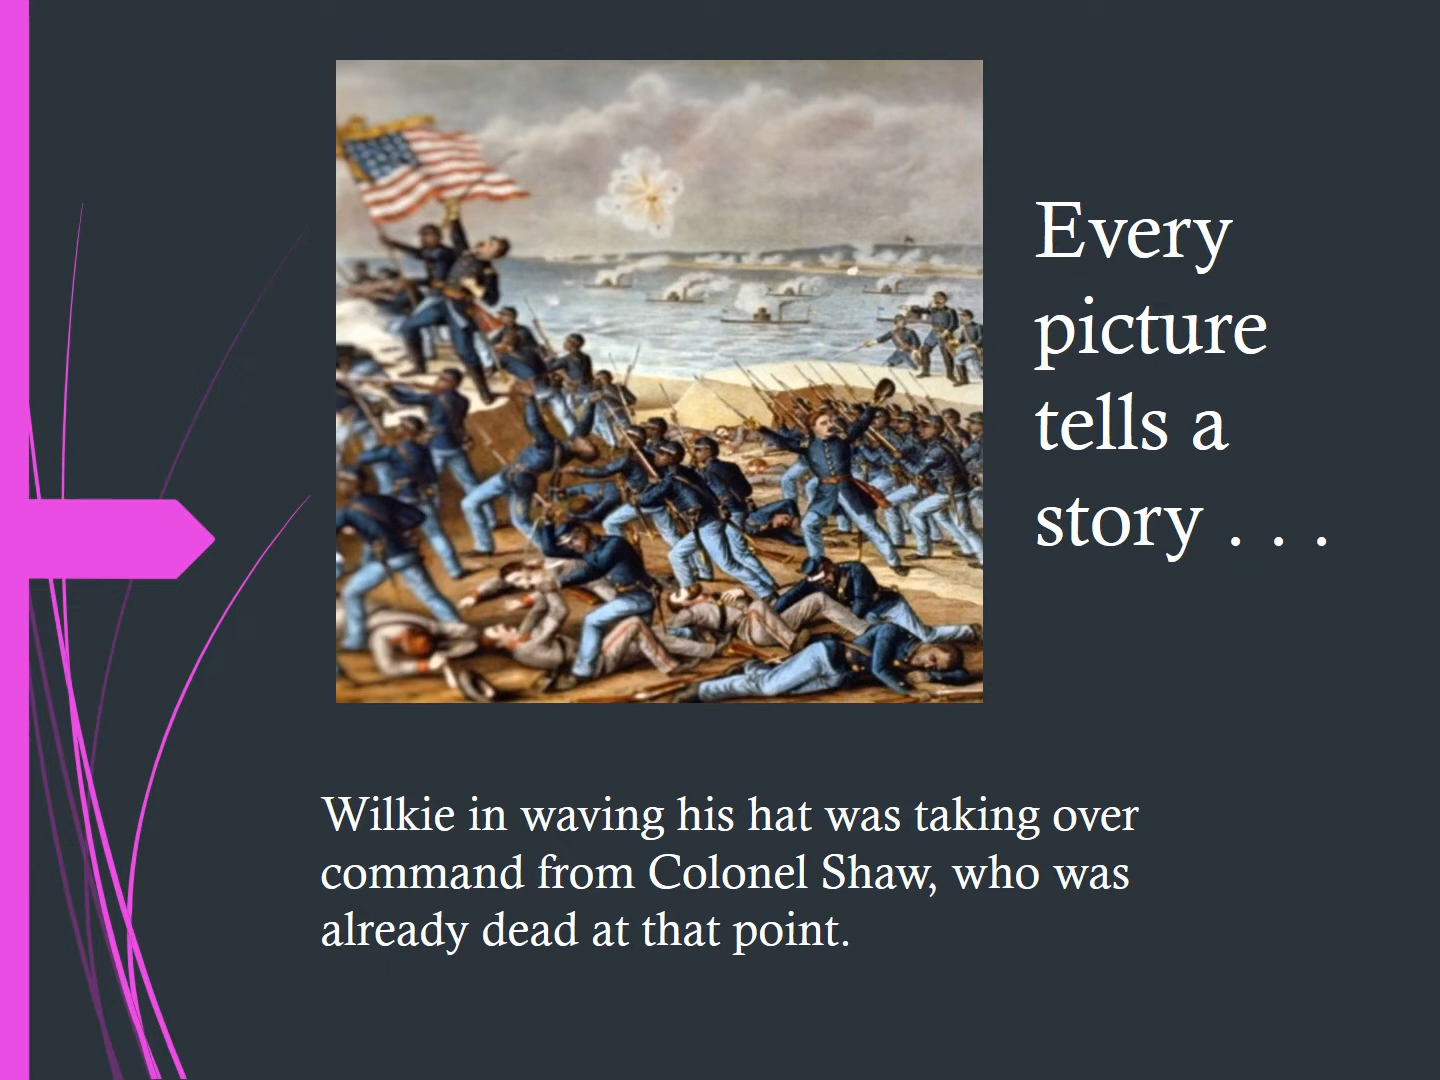 Every
picture
tells a
story . . .
Wilkie in waving his hat was taking over
command from Colonel Shaw, who was
already dead at that point.